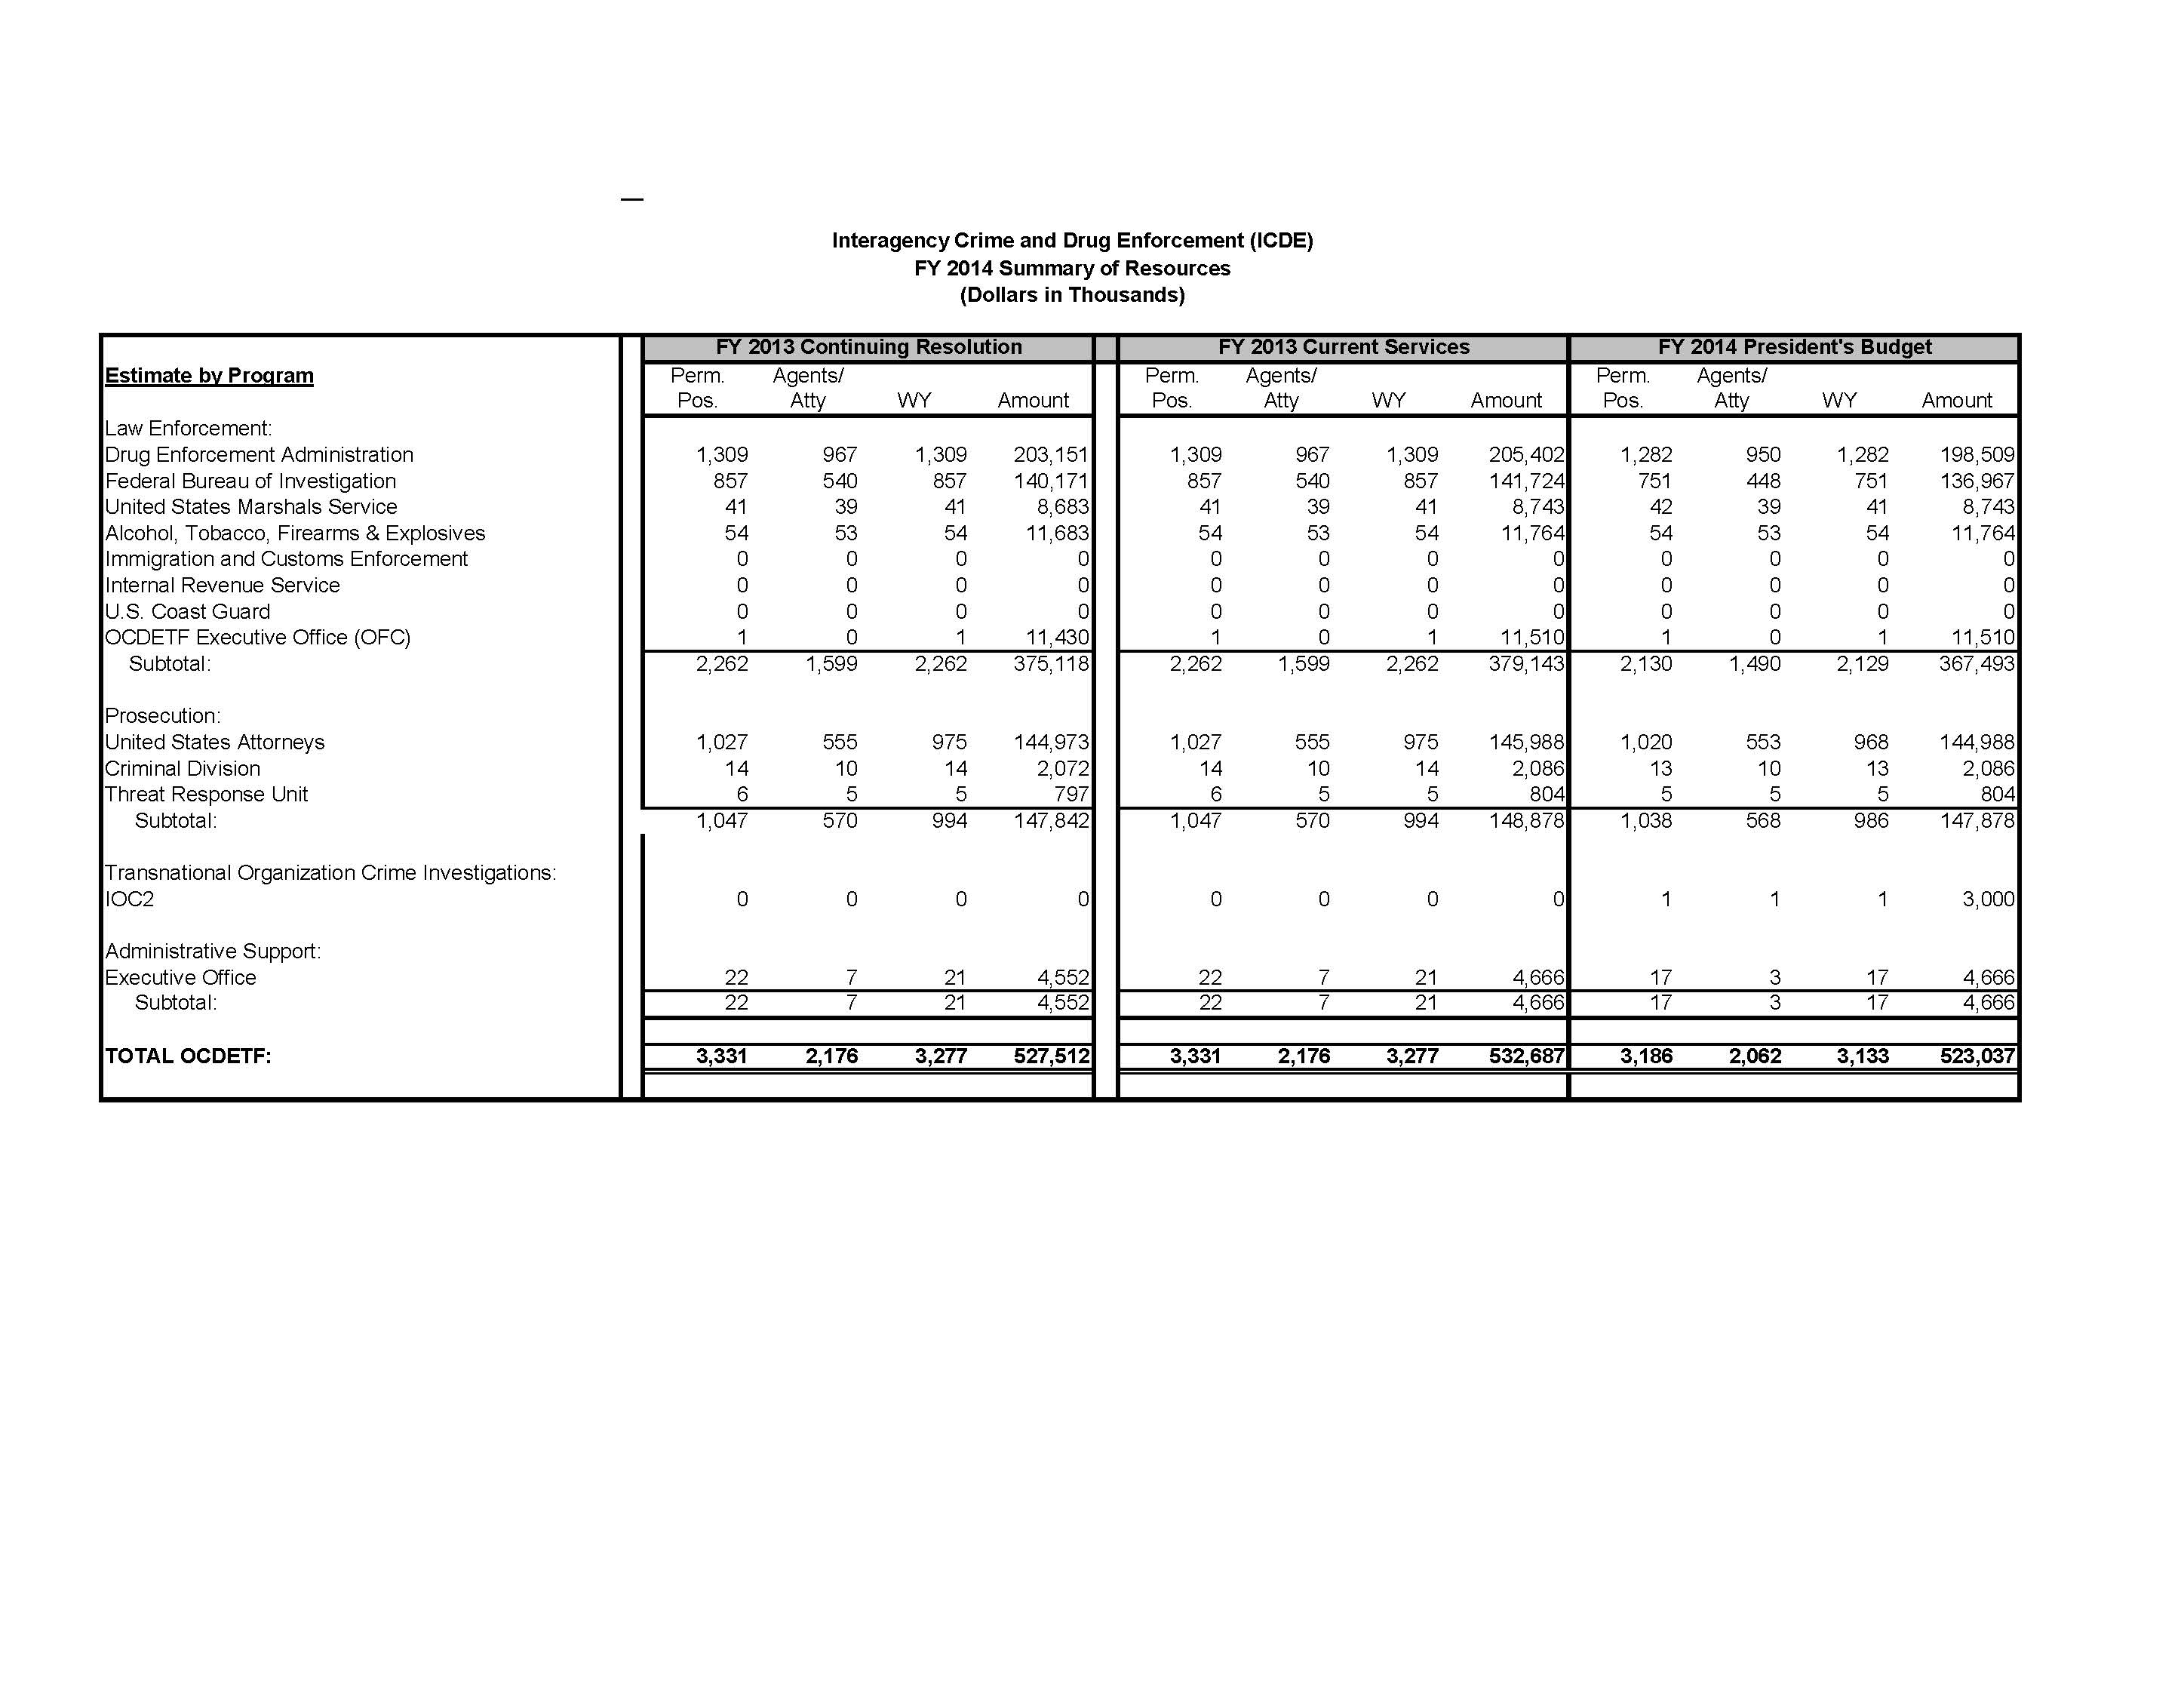 Interagency Crime and Drug Enforcement (ICDE)
FY 2014 Summary of Resources
(Dollars in Thousands)
FY 2013 Continuing Resolution FY 2013 Current Services FY 2014 President's Budget
Estimate by Program Perm. Agents/ Perm. Agents/ Perm. Agents/
Pos. Atty WY Amount Pos. Atty WY Amount Pos. Atty WY Amount
Law Enforcement:
Drug Enforcement Administration 1,309 967 1,309 203,151 1,309 967 1,309 205,402 1,282 950 1,282 198,509
Federal Bureau of Investigation 857 540 857 140,171 857 540 857 141,724 751 448 751 136,967
United States Marshals Service 41 39 41 8,683 41 39 41 8,743 42 39 41 8,743
Alcohol, Tobacco, Firearms & Explosives 54 53 54 11,683 54 53 54 11,764 54 53 54 11,764
Immigration and Customs Enforcement 0 0 0 0 0 0 0 0 0 0 0 0
Internal Revenue Service 0 0 0 0 0 0 0 0 0 0 0 0
U.S. Coast Guard 0 0 0 0 0 0 0 0 0 0 0 0
OCDETF Executive Office (OFC) 1 0 1 11,430 1 0 1 11,510 1 0 1 11,510
Subtotal: 2,262 1,599 2,262 375,118 2,262 1,599 2,262 379,143 2,130 1,490 2,129 367,493
Prosecution:
United States Attorneys 1,027 555 975 144,973 1,027 555 975 145,988 1,020 553 968 144,988
Criminal Division 14 10 14 2,072 14 10 14 2,086 13 10 13 2,086
Threat Response Unit 6 5 5 797 6 5 5 804 5 5 5 804
Subtotal: 1,047 570 994 147,842 1,047 570 994 148,878 1,038 568 986 147,878
Transnational Organization Crime Investigations:
IOC2 0 0 0 0 0 0 0 0 1 1 1 3,000
Administrative Support:
Executive Office 22 7 21 4,552 22 7 21 4,666 17 3 17 4,666
Subtotal: 22 7 21 4,552 22 7 21 4,666 17 3 17 4,666
TOTAL OCDETF: 3,331 2,176 3,277 527,512 3,331 2,176 3,277 532,687 3,186 2,062 3,133 523,037